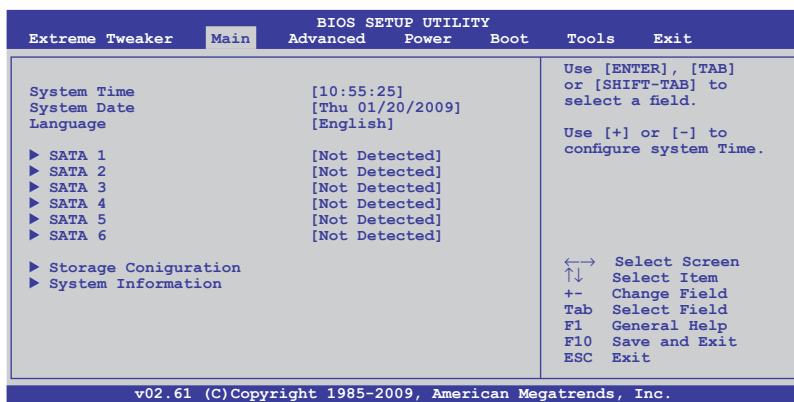 BIOS SETUP UTILITY
Extreme Tweaker Main Advanced Power Boot Tools Exit
System Time [10:55:25]
System Date [Thu 01/20/2009]
Language [English]
▶ SATA 1 [Not Detected]
▶ SATA 2 [Not Detected]
▶ SATA 3 [Not Detected]
▶ SATA 4 [Not Detected]
▶ SATA 5 [Not Detected]
▶ SATA 6 [Not Detected]
▶ Storage Coniguration
▶ System Information
Use [ENTER], [TAB]
or [SHIFT-TAB] to
select a field.
Use [+] or [-] to
configure system Time.
←→ Select Screen
↑↓ Select Item
+- Change Field
Tab Select Field
F1 General Help
F10 Save and Exit
ESC Exit
v02.61 (C)Copyright 1985-2009, American Megatrends, Inc.